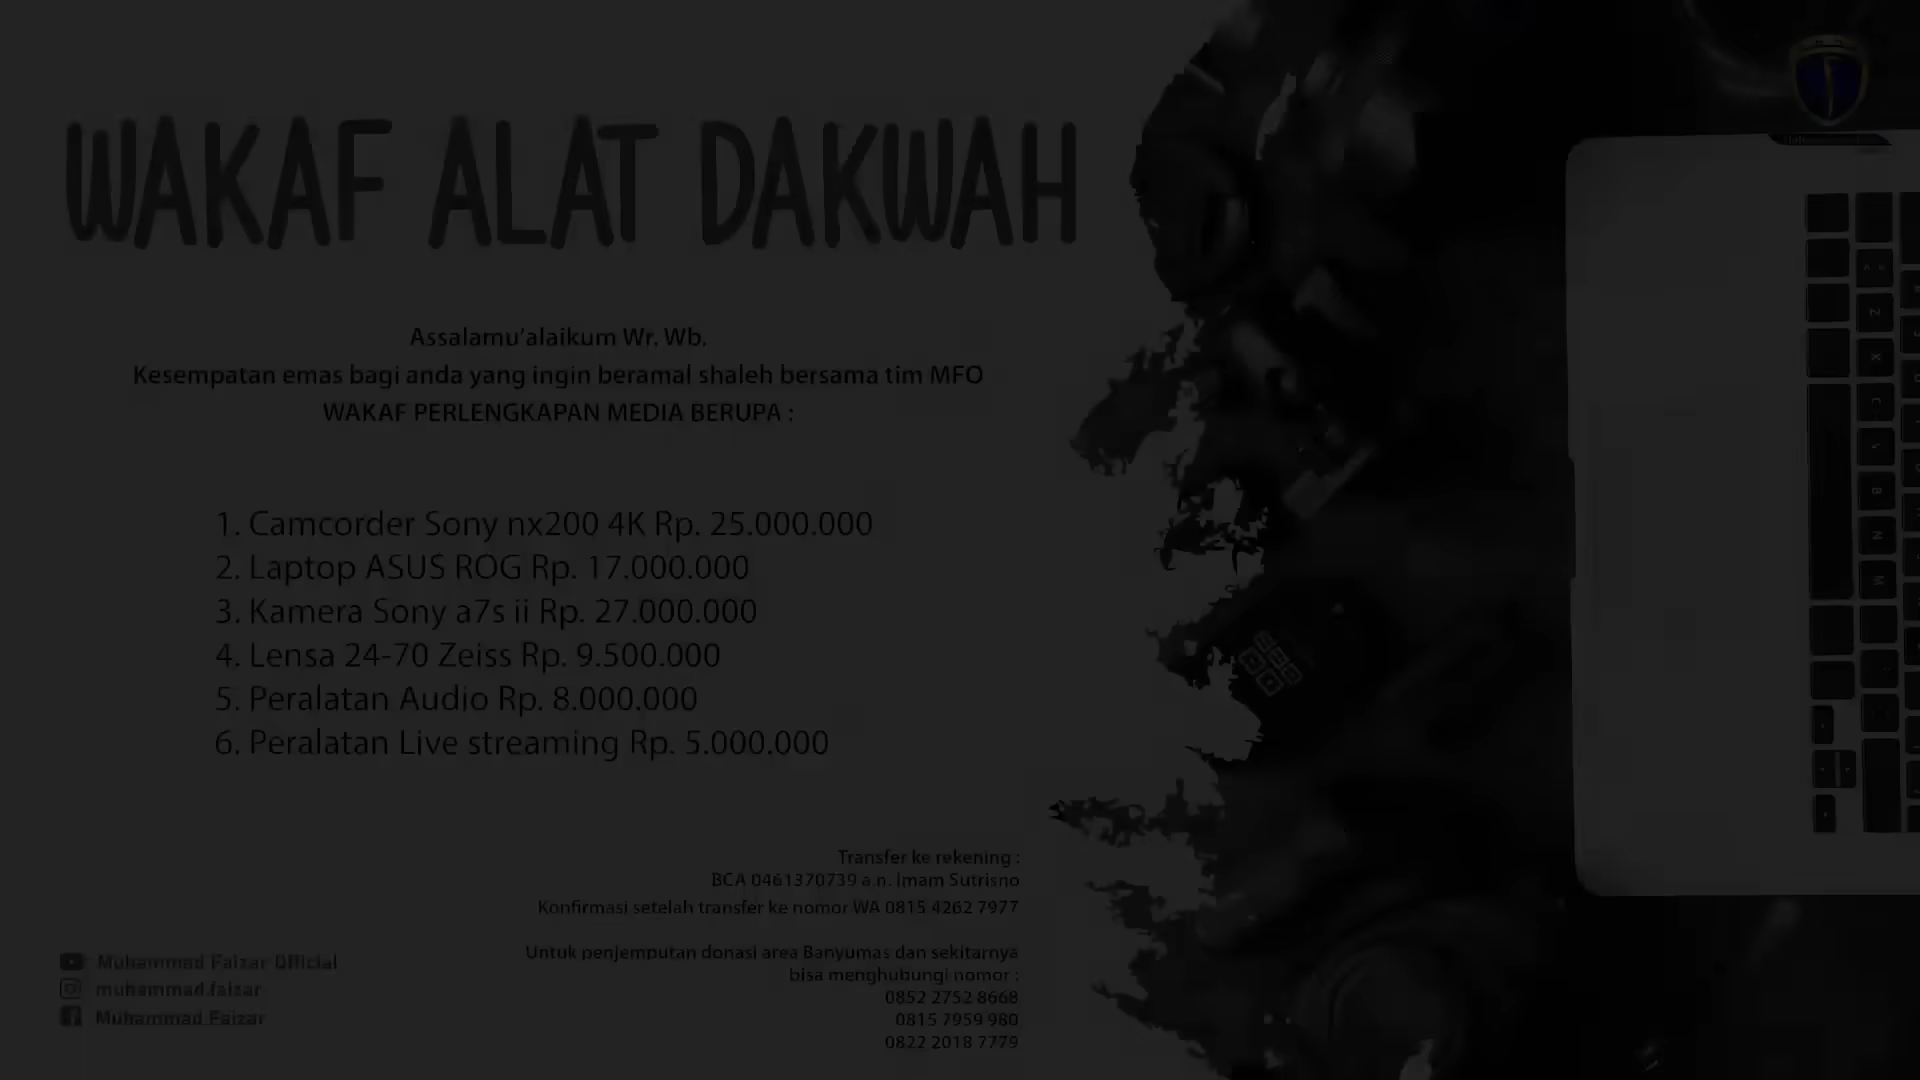 WAKAF ALAT DAKWAH
Assalamu'alaikum Wr. Wb.
Kesempatan emas bagi anda yang ingin beramal shaleh bersama tim MFO
WAKAF PERLENGKAPAN MEDIA BERUPA :
1. Camcorder Sony nx200 4K Rp. 25.000.000
2. Laptop ASUS ROG Rp. 17.000.000
3. Kamera Sony a7s ii Rp. 27.000.000
4. Lensa 24-70 Zeiss Rp. 9.500.000
5. Peralatan Audio Rp. 8.000.000
6. Peralatan Live streaming Rp. 5.000.000
Transfer ke rekening :
BCA 0461370739 a.n. Imam Sutrisno
Konfirmasi setelah transfer ke nomor WA 0815 4262 7977
Untuk penjemputan donasi area Banyumas dan sekitarnya
bisa menghubungi nomor :
0852 2752 8668
0815 7959 980
0822 2018 7779
Muhammad Faizar Official
muhammad.faizar
Muhammad Faizar
Z
X
C
V
B
N
M